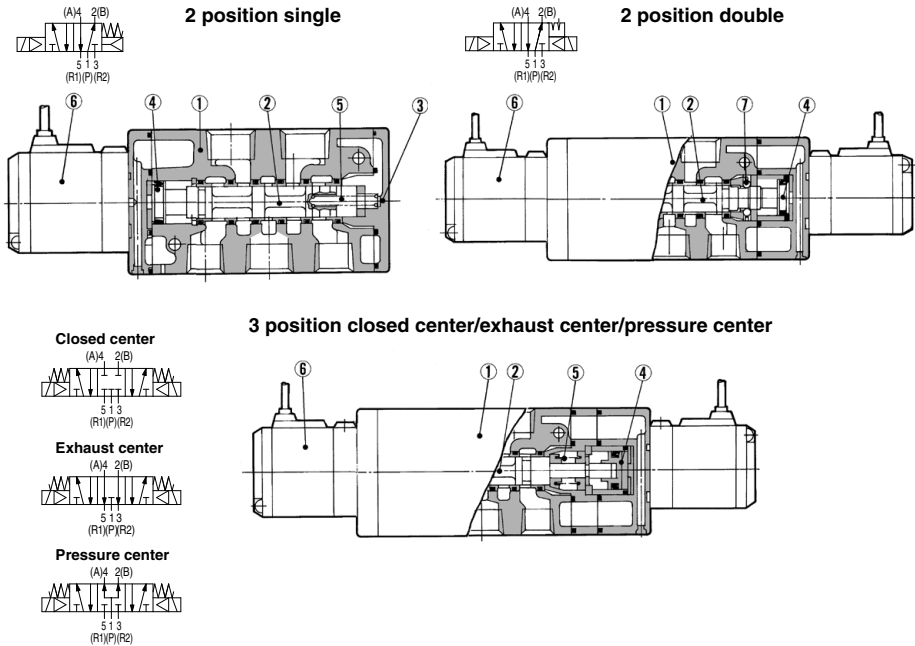 2 position single
(A)4 2(B)
5 1 3
(R1)(P)(R2)
⑥ ④ ① ② ⑤ ③
2 position double
(A)4 2(B)
5 1 3
(R1)(P)(R2)
⑥ ① ② ⑦ ④
3 position closed center/exhaust center/pressure center
Closed center
(A)4 2(B)
5 1 3
(R1)(P)(R2)
Exhaust center
(A)4 2(B)
5 1 3
(R1)(P)(R2)
Pressure center
(A)4 2(B)
5 1 3
(R1)(P)(R2)
⑥ ① ② ⑤ ④